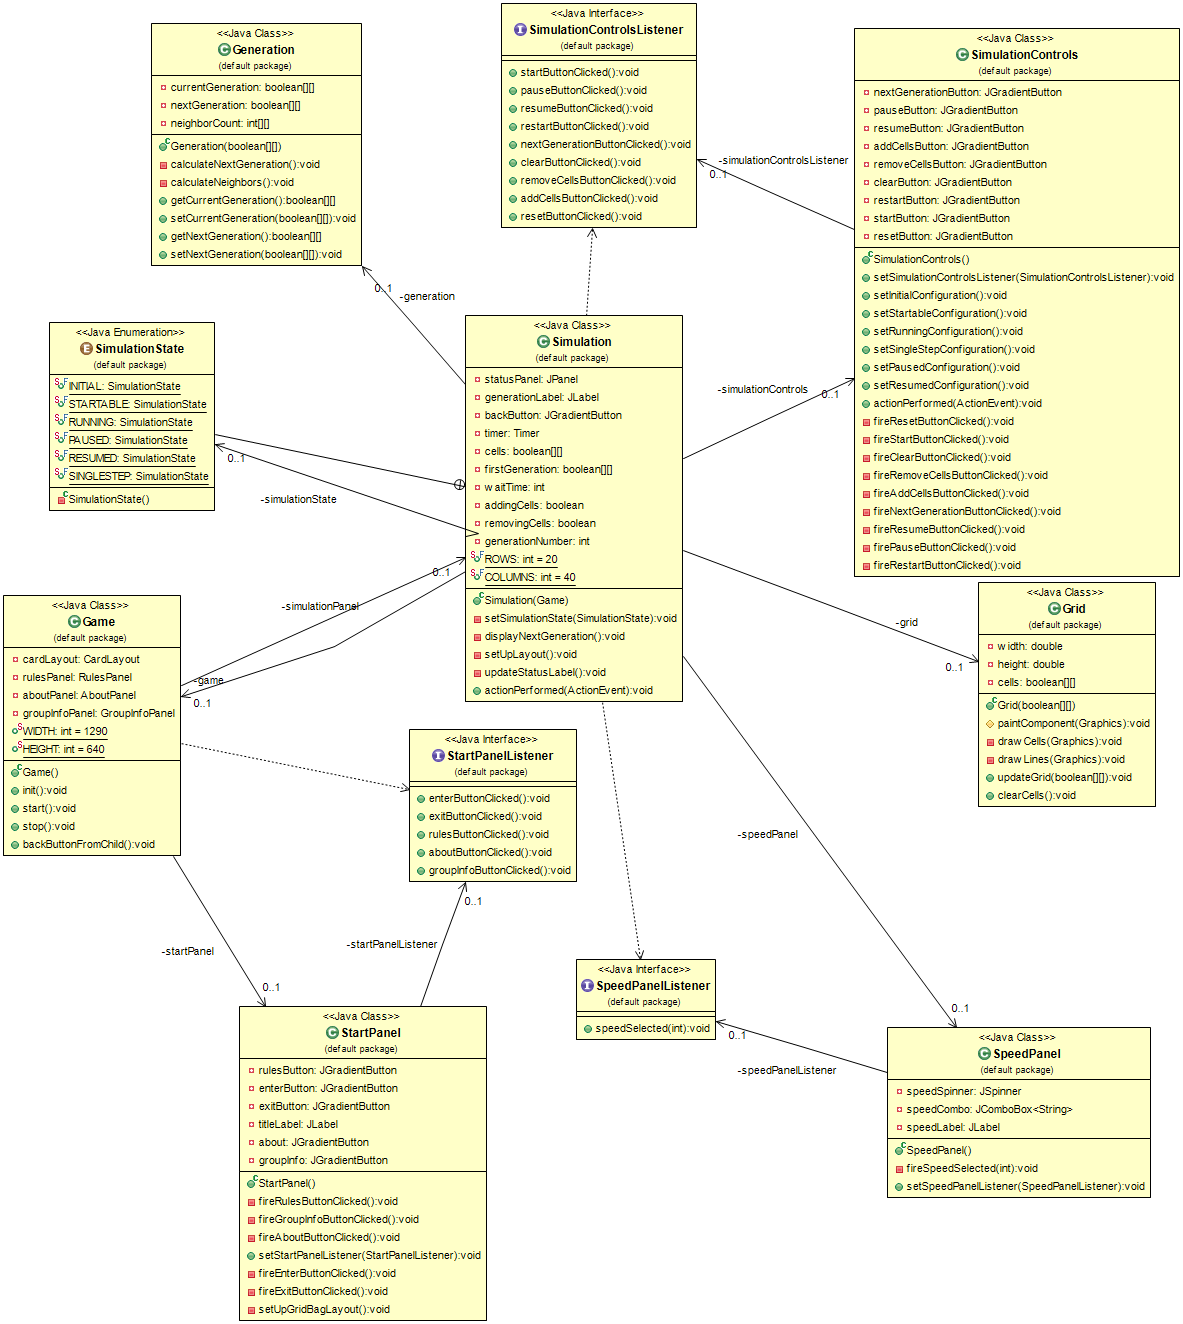 <<Java Class>>
Generation
(default package)
currentGeneration: boolean[][]
nextGeneration: boolean[][]
neighborCount: int[][]
Generation(boolean[][])
calculateNextGeneration():void
calculateNeighbors():void
getCurrentGeneration():boolean[][]
setCurrentGeneration(boolean[][]):void
getNextGeneration():boolean[][]
setNextGeneration(boolean[][]):void
<<Java Interface>>
SimulationControlsListener
(default package)
startButtonClicked():void
pauseButtonClicked():void
resumeButtonClicked():void
restartButtonClicked():void
nextGenerationButtonClicked():void
clearButtonClicked():void
removeCellsButtonClicked():void
addCellsButtonClicked():void
resetButtonClicked():void
<<Java Class>>
SimulationControls
(default package)
nextGenerationButton: JGradientButton
pauseButton: JGradientButton
resumeButton: JGradientButton
addCellsButton: JGradientButton
removeCellsButton: JGradientButton
clearButton: JGradientButton
restartButton: JGradientButton
startButton: JGradientButton
resetButton: JGradientButton
SimulationControls()
setSimulationControlsListener(SimulationControlsListener):void
setInitialConfiguration():void
setStartableConfiguration():void
setRunningConfiguration():void
setSingleStepConfiguration():void
setPausedConfiguration():void
setResumedConfiguration():void
actionPerformed(ActionEvent):void
fireResetButtonClicked():void
fireStartButtonClicked():void
fireClearButtonClicked():void
fireRemoveCellsButtonClicked():void
fireAddCellsButtonClicked():void
fireNextGenerationButtonClicked():void
fireResumeButtonClicked():void
firePauseButtonClicked():void
fireRestartButtonClicked():void
-simulationControlsListener
0..1
0..1
-generation
<<Java Enumeration>>
SimulationState
(default package)
INITIAL: SimulationState
STARTABLE: SimulationState
RUNNING: SimulationState
PAUSED: SimulationState
RESUMED: SimulationState
SINGLESTEP: SimulationState
SimulationState()
<<Java Class>>
Simulation
(default package)
statusPanel: JPanel
generationLabel: JLabel
backButton: JGradientButton
timer: Timer
cells: boolean[][]
firstGeneration: boolean[][]
waitTime: int
addingCells: boolean
removingCells: boolean
generationNumber: int
ROWS: int = 20
COLUMNS: int = 40
Simulation(Game)
setSimulationState(SimulationState):void
displayNextGeneration():void
setUpLayout():void
updateStatusLabel():void
actionPerformed(ActionEvent):void
-simulationControls
0..1
0..1
-simulationState
0..1
-simulationPanel
-game
0..1
-grid
0..1
<<Java Class>>
Grid
(default package)
width: double
height: double
cells: boolean[][]
Grid(boolean[][])
paintComponent(Graphics):void
drawCells(Graphics):void
drawLines(Graphics):void
updateGrid(boolean[][]):void
clearCells():void
<<Java Class>>
Game
(default package)
cardLayout: CardLayout
rulesPanel: RulesPanel
aboutPanel: AboutPanel
groupInfoPanel: GroupInfoPanel
WIDTH: int = 1290
HEIGHT: int = 640
Game()
init():void
start():void
stop():void
backButtonFromChild():void
<<Java Interface>>
StartPanelListener
(default package)
enterButtonClicked():void
exitButtonClicked():void
rulesButtonClicked():void
aboutButtonClicked():void
groupInfoButtonClicked():void
0..1
-speedPanel
0..1
-startPanel
0..1
-startPanelListener
<<Java Interface>>
SpeedPanelListener
(default package)
speedSelected(int):void
0..1
-speedPanelListener
<<Java Class>>
StartPanel
(default package)
rulesButton: JGradientButton
enterButton: JGradientButton
exitButton: JGradientButton
titleLabel: JLabel
about: JGradientButton
groupInfo: JGradientButton
StartPanel()
fireRulesButtonClicked():void
fireGroupInfoButtonClicked():void
fireAboutButtonClicked():void
setStartPanelListener(StartPanelListener):void
fireEnterButtonClicked():void
fireExitButtonClicked():void
setUpGridBagLayout():void
<<Java Class>>
SpeedPanel
(default package)
speedSpinner: JSpinner
speedCombo: JComboBox<String>
speedLabel: JLabel
SpeedPanel()
fireSpeedSelected(int):void
setSpeedPanelListener(SpeedPanelListener):void